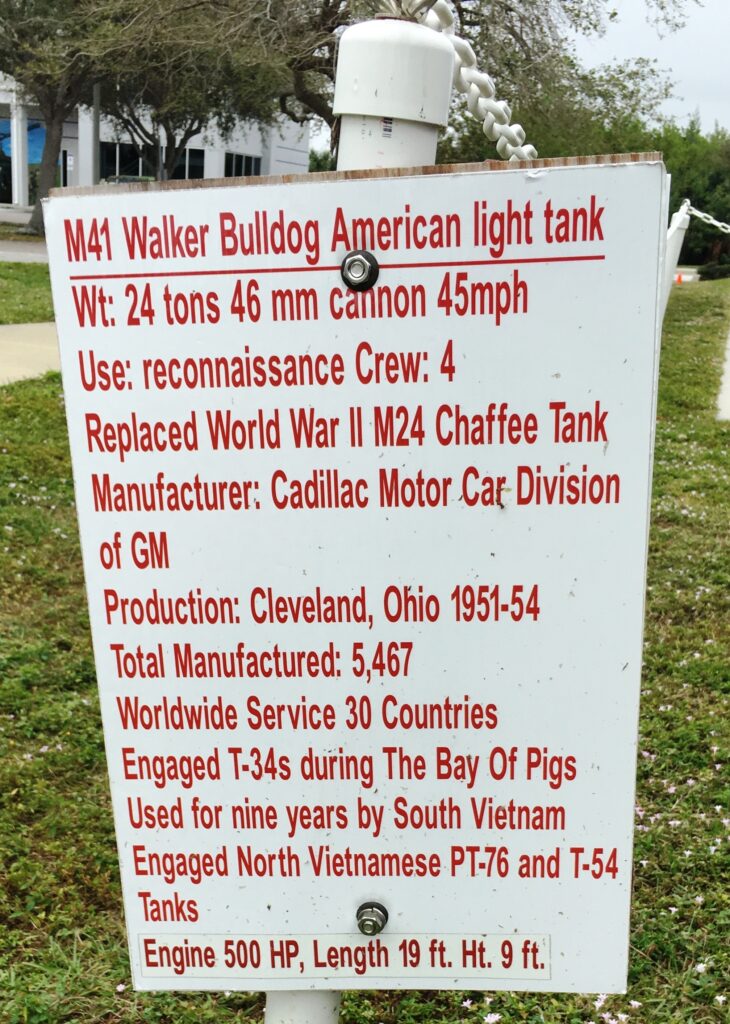 M41 Walker Bulldog American light tank
Wt: 24 tons 46 mm cannon 45mph
Use: reconnaissance Crew: 4
Replaced World War II M24 Chaffee Tank
Manufacturer: Cadillac Motor Car Division
of GM
Production: Cleveland, Ohio 1951-54
Total Manufactured: 5,467
Worldwide Service 30 Countries
Engaged T-34s during The Bay Of Pigs
Used for nine years by South Vietnam
Engaged North Vietnamese PT-76 and T-54
Tanks
Engine 500 HP, Length 19 ft. Ht. 9 ft.